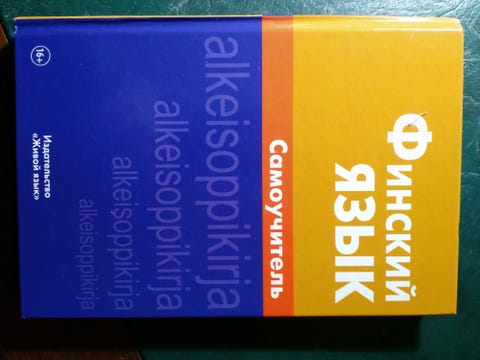 Финский
язык
Самоучитель
alkeisoppikirja
alkeisoppikirja
alkeisoppikirja
alkeisoppikirja
16+
Издательство
«Живой язык»